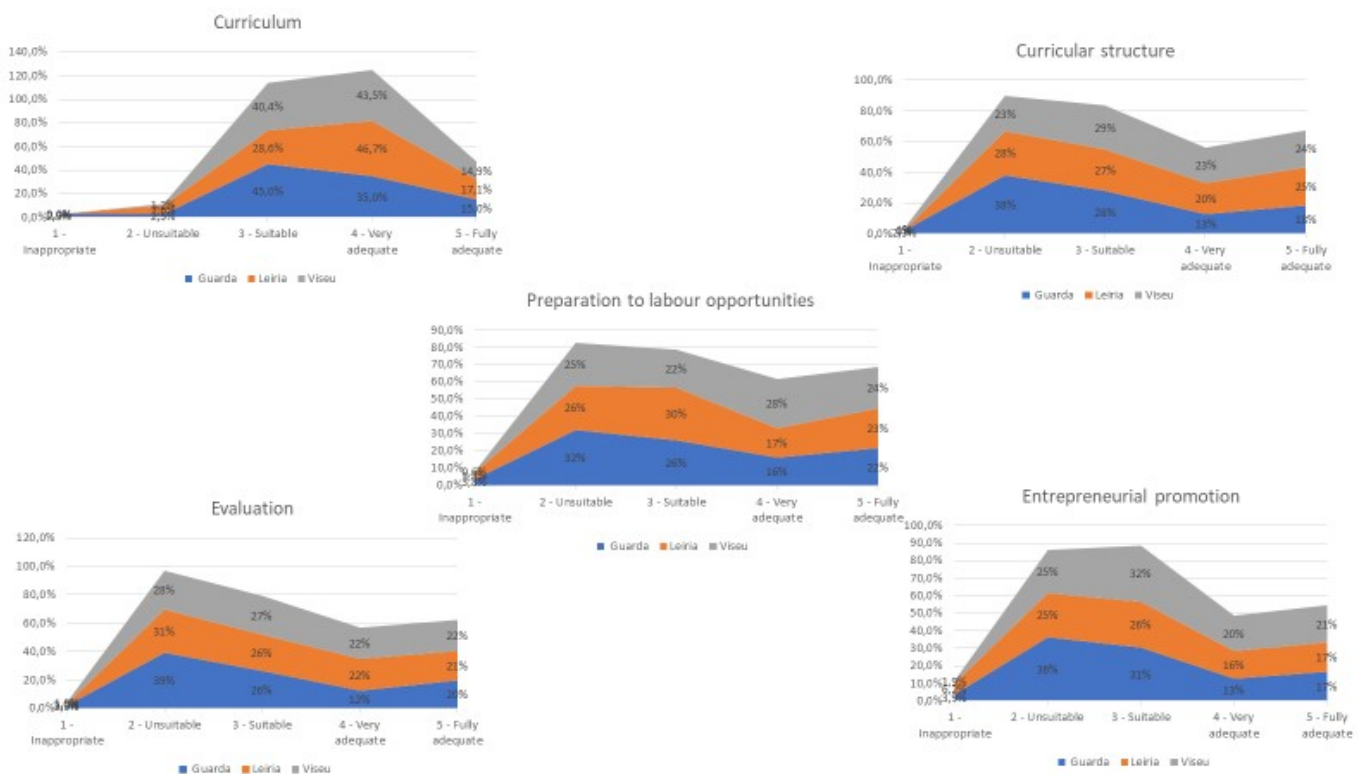 Curriculum
140,0%
120,0%
100,0%
80,0%
60,0%
40,0%
20,0%
0,0%
40,4%
43,5%
28,6%
46,7%
45,0%
35,0%
14,9%
17,1%
15,0%
1 - Inappropriate
2 - Unsuitable
3 - Suitable
4 - Very adequate
5 - Fully adequate
Guarda Leiria Viseu
Curricular structure
100,0%
80,0%
60,0%
40,0%
20,0%
0,0%
23%
29%
23%
24%
28%
27%
20%
25%
38%
28%
13%
18%
1 - Inappropriate
2 - Unsuitable
3 - Suitable
4 - Very adequate
5 - Fully adequate
Guarda Leiria Viseu
Preparation to labour opportunities
90,0%
80,0%
70,0%
60,0%
50,0%
40,0%
30,0%
20,0%
10,0%
0,0%
25%
22%
28%
24%
26%
30%
17%
23%
32%
26%
16%
22%
1 - Inappropriate
2 - Unsuitable
3 - Suitable
4 - Very adequate
5 - Fully adequate
Guarda Leiria Viseu
Evaluation
120,0%
100,0%
80,0%
60,0%
40,0%
20,0%
0,0%
28%
27%
22%
22%
31%
26%
22%
21%
39%
26%
12%
20%
1 - Inappropriate
2 - Unsuitable
3 - Suitable
4 - Very adequate
5 - Fully adequate
Guarda Leiria Viseu
Entrepreneurial promotion
100,0%
90,0%
80,0%
70,0%
60,0%
50,0%
40,0%
30,0%
20,0%
10,0%
0,0%
25%
32%
20%
21%
25%
26%
16%
17%
36%
31%
13%
17%
1 - Inappropriate
2 - Unsuitable
3 - Suitable
4 - Very adequate
5 - Fully adequate
Guarda Leiria Viseu